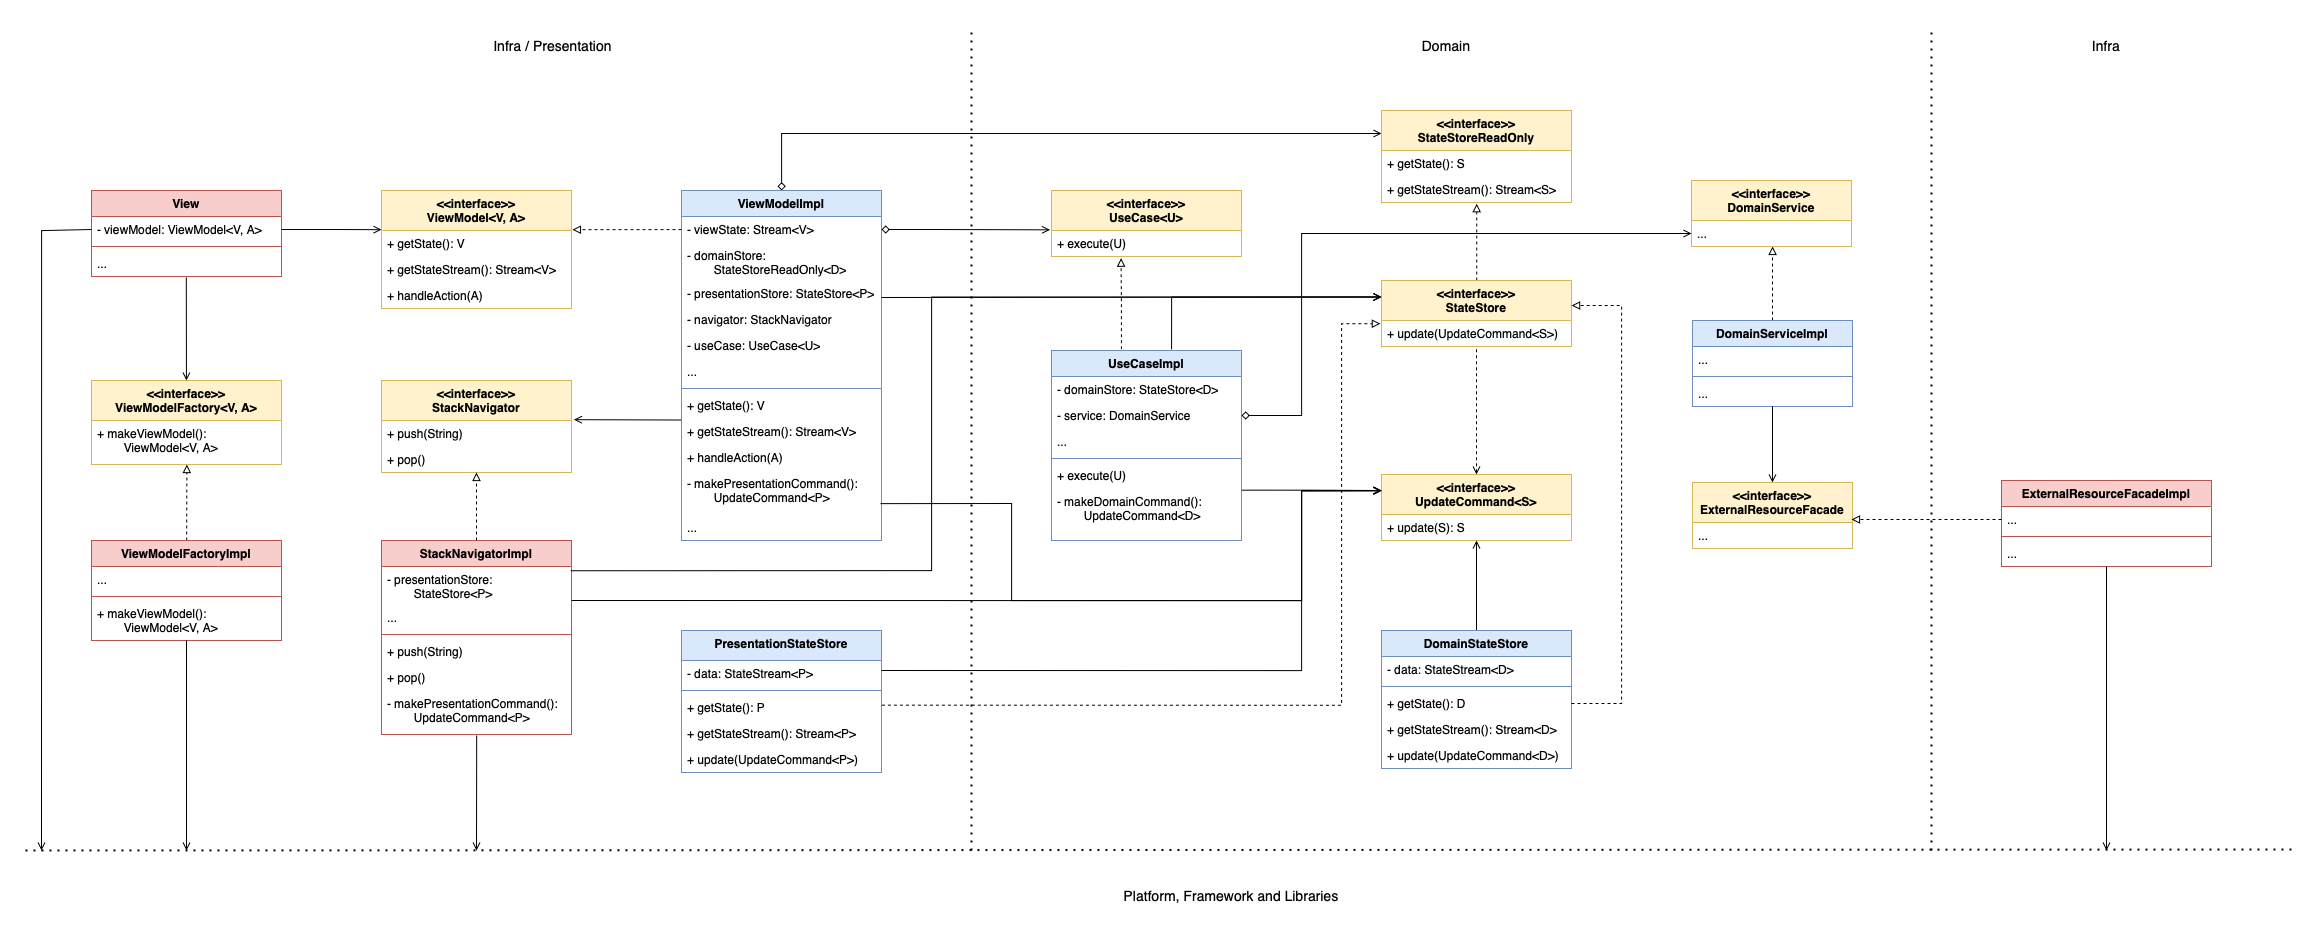 Infra / Presentation
Domain
Infra
View
- viewModel: ViewModel<V, A>
...
<<interface>>
ViewModel<V, A>
+ getState(): V
+ getStateStream(): Stream<V>
+ handleAction(A)
ViewModelImpl
- viewState: Stream<V>
- domainStore:
StateStoreReadOnly<D>
- presentationStore: StateStore<P>
- navigator: StackNavigator
- useCase: UseCase<U>
...
+ getState(): V
+ getStateStream(): Stream<V>
+ handleAction(A)
- makePresentationCommand():
UpdateCommand<P>
...
<<interface>>
UseCase<U>
+ execute(U)
<<interface>>
StateStoreReadOnly
+ getState(): S
+ getStateStream(): Stream<S>
<<interface>>
DomainService
...
<<interface>>
StateStore
+ update(UpdateCommand<S>)
DomainServiceImpl
...
...
UseCaseImpl
- domainStore: StateStore<D>
- service: DomainService
...
+ execute(U)
- makeDomainCommand():
UpdateCommand<D>
<<interface>>
ViewModelFactory<V, A>
+ makeViewModel():
ViewModel<V, A>
<<interface>>
StackNavigator
+ push(String)
+ pop()
<<interface>>
UpdateCommand<S>
+ update(S): S
<<interface>>
ExternalResourceFacade
...
ExternalResourceFacadeImpl
...
...
ViewModelFactoryImpl
...
+ makeViewModel():
ViewModel<V, A>
StackNavigatorImpl
- presentationStore:
StateStore<P>
...
+ push(String)
+ pop()
- makePresentationCommand():
UpdateCommand<P>
PresentationStateStore
- data: StateStream<P>
+ getState(): P
+ getStateStream(): Stream<P>
+ update(UpdateCommand<P>)
DomainStateStore
- data: StateStream<D>
+ getState(): D
+ getStateStream(): Stream<D>
+ update(UpdateCommand<D>)
Platform, Framework and Libraries